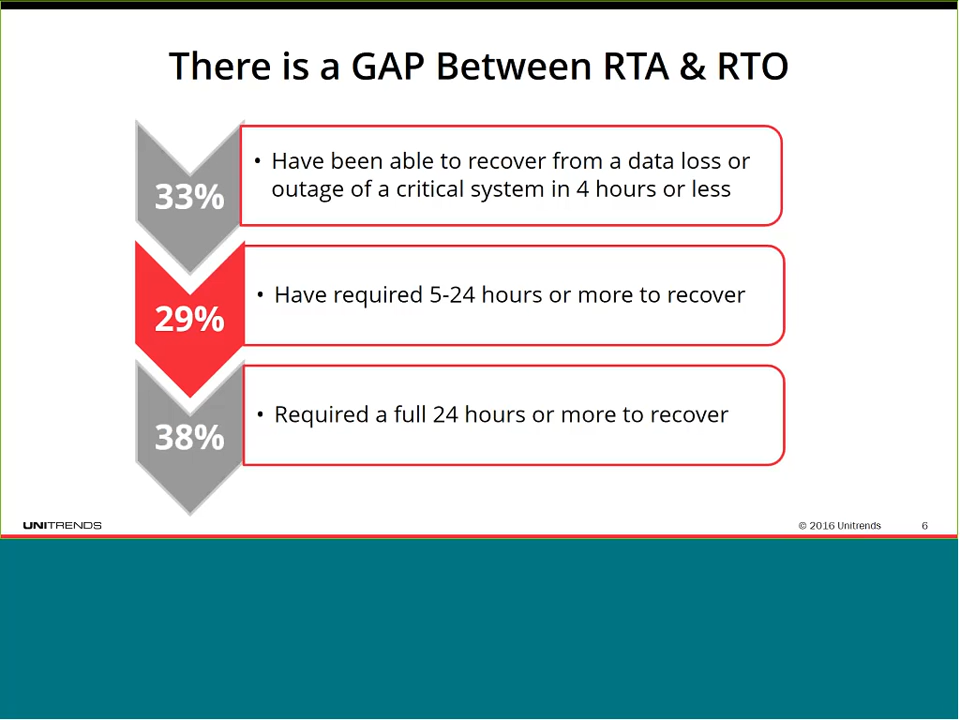 There is a GAP Between RTA & RTO
33%
• Have been able to recover from a data loss or
outage of a critical system in 4 hours or less
29%
• Have required 5-24 hours or more to recover
38%
• Required a full 24 hours or more to recover
UNITRENDS
© 2016 Unitrends
6